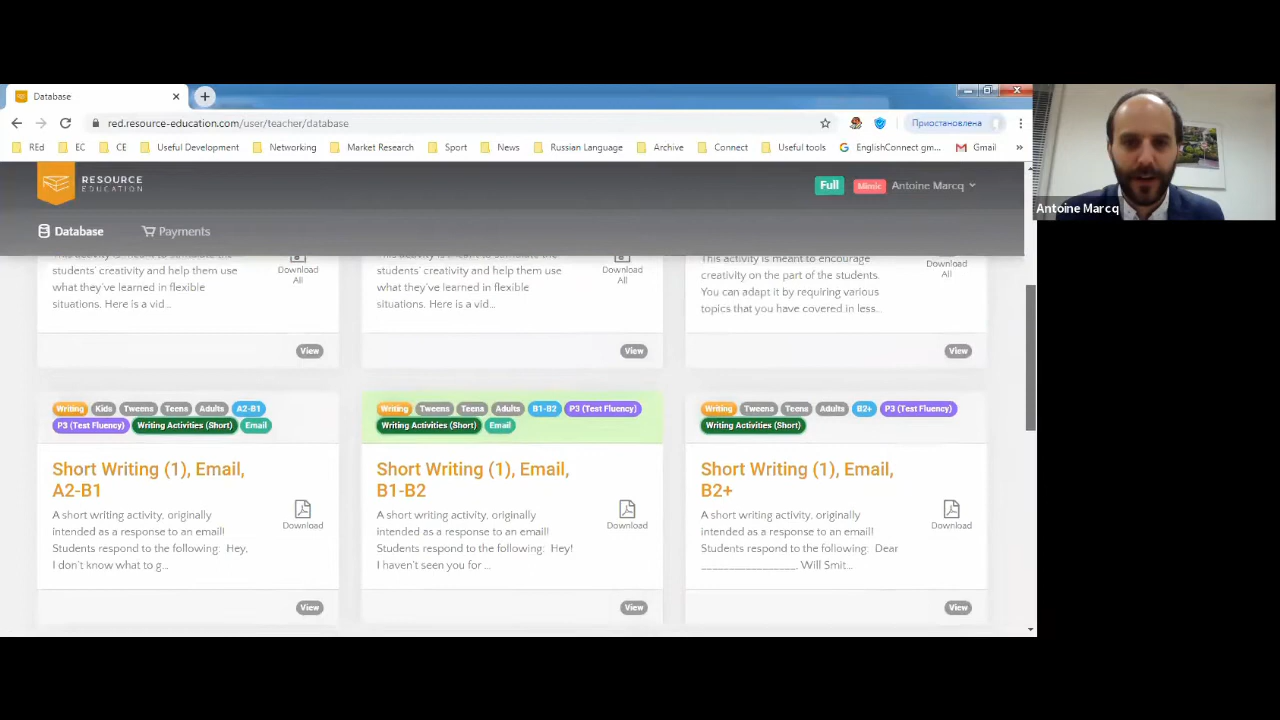 Database
red.resource-education.com/user/teacher/database
Приостановлена
REd EC CE Useful Development Networking Market Research Sport News Russian Language Archive Connect Useful tools EnglishConnect gm... Gmail »
RESOURCE
EDUCATION
Full Mimic Antoine Marcq
Database Payments
students' creativity and help them use
what they've learned in flexible
situations. Here is a vid...
Download
All
View
students' creativity and help them use
what they've learned in flexible
situations. Here is a vid...
Download
All
View
This activity is meant to encourage
creativity on the part of the students.
You can adapt it by requiring various
topics that you have covered in less...
Download
All
View
Writing Kids Tweens Teens Adults A2-B1
P3 (Test Fluency) Writing Activities (Short) Email
Short Writing (1), Email,
A2-B1
A short writing activity, originally
intended as a response to an email!
Students respond to the following: Hey,
I don't know what to g...
Download
View
Writing Tweens Teens Adults B1-B2 P3 (Test Fluency)
Writing Activities (Short) Email
Short Writing (1), Email,
B1-B2
A short writing activity, originally
intended as a response to an email!
Students respond to the following: Hey!
I haven't seen you for ...
Download
View
Writing Tweens Teens Adults B2+ P3 (Test Fluency)
Writing Activities (Short)
Short Writing (1), Email,
B2+
A short writing activity, originally
intended as a response to an email!
Students respond to the following: Dear
_________________, Will Smit...
Download
View
Antoine Marcq